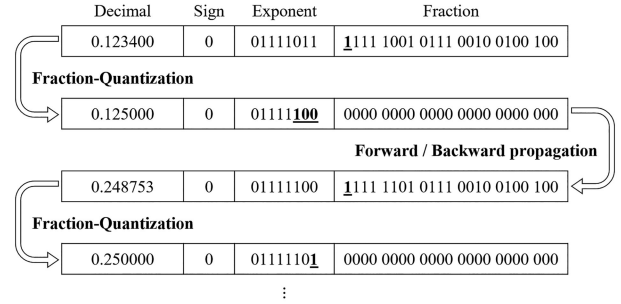 Decimal Sign Exponent Fraction
0.123400 0 01111011 1111 1001 0111 0010 0100 100
Fraction-Quantization
0.125000 0 01111100 0000 0000 0000 0000 0000 000
Forward / Backward propagation
0.248753 0 01111100 1111 1101 0111 0010 0100 100
Fraction-Quantization
0.250000 0 01111101 0000 0000 0000 0000 0000 000
⋮